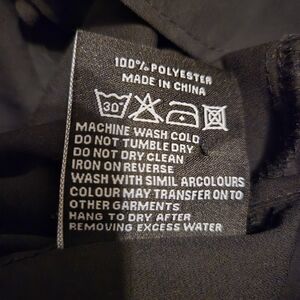 100% POLYESTER
MADE IN CHINA
30°
MACHINE WASH COLD
DO NOT TUMBLE DRY
DO NOT DRY CLEAN
IRON ON REVERSE
WASH WITH SIMIL ARCOLOURS
COLOUR MAY TRANSFER ON TO
OTHER GARMENTS
HANG TO DRY AFTER
REMOVING EXCESS WATER